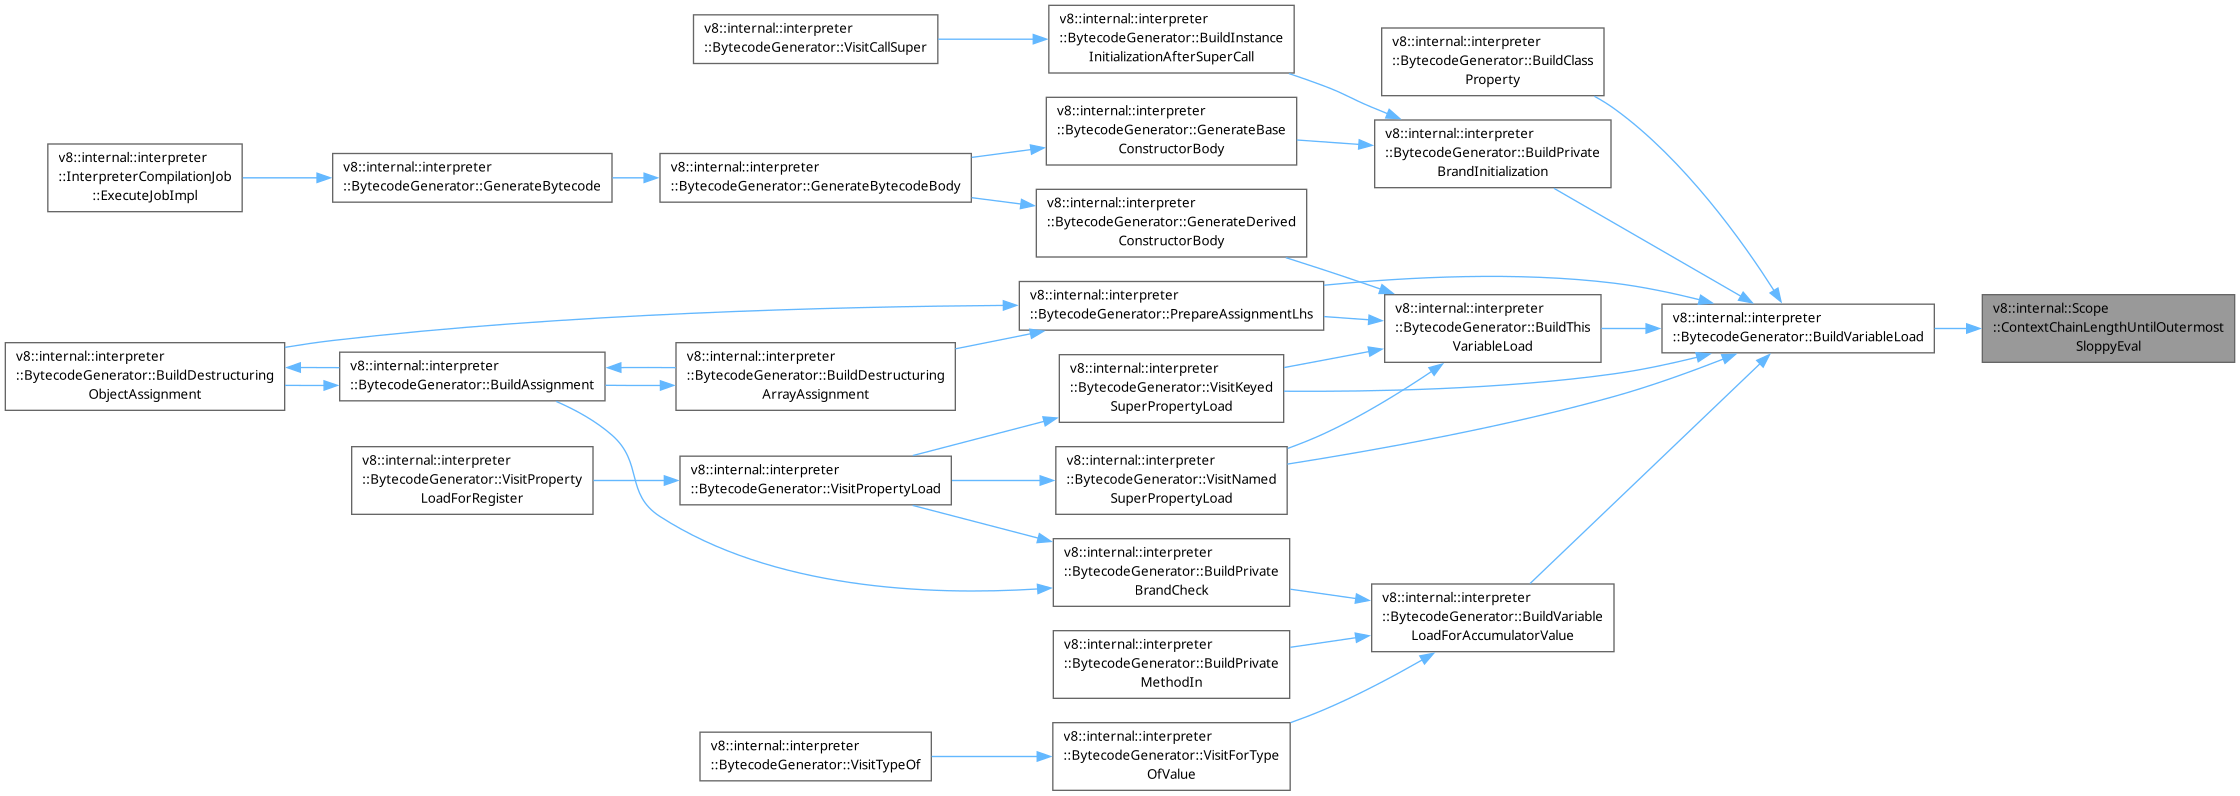 v8::internal::interpreter
::BytecodeGenerator::VisitCallSuper
v8::internal::interpreter
::BytecodeGenerator::BuildInstance
InitializationAfterSuperCall
v8::internal::interpreter
::BytecodeGenerator::BuildClass
Property
v8::internal::interpreter
::BytecodeGenerator::GenerateBase
ConstructorBody
v8::internal::interpreter
::BytecodeGenerator::BuildPrivate
BrandInitialization
v8::internal::interpreter
::InterpreterCompilationJob
::ExecuteJobImpl
v8::internal::interpreter
::BytecodeGenerator::GenerateBytecode
v8::internal::interpreter
::BytecodeGenerator::GenerateBytecodeBody
v8::internal::interpreter
::BytecodeGenerator::GenerateDerived
ConstructorBody
v8::internal::interpreter
::BytecodeGenerator::PrepareAssignmentLhs
v8::internal::interpreter
::BytecodeGenerator::BuildThis
VariableLoad
v8::internal::interpreter
::BytecodeGenerator::BuildVariableLoad
v8::internal::Scope
::ContextChainLengthUntilOutermost
SloppyEval
v8::internal::interpreter
::BytecodeGenerator::BuildDestructuring
ObjectAssignment
v8::internal::interpreter
::BytecodeGenerator::BuildAssignment
v8::internal::interpreter
::BytecodeGenerator::BuildDestructuring
ArrayAssignment
v8::internal::interpreter
::BytecodeGenerator::VisitKeyed
SuperPropertyLoad
v8::internal::interpreter
::BytecodeGenerator::VisitProperty
LoadForRegister
v8::internal::interpreter
::BytecodeGenerator::VisitPropertyLoad
v8::internal::interpreter
::BytecodeGenerator::VisitNamed
SuperPropertyLoad
v8::internal::interpreter
::BytecodeGenerator::BuildPrivate
BrandCheck
v8::internal::interpreter
::BytecodeGenerator::BuildVariable
LoadForAccumulatorValue
v8::internal::interpreter
::BytecodeGenerator::BuildPrivate
MethodIn
v8::internal::interpreter
::BytecodeGenerator::VisitTypeOf
v8::internal::interpreter
::BytecodeGenerator::VisitForType
OfValue